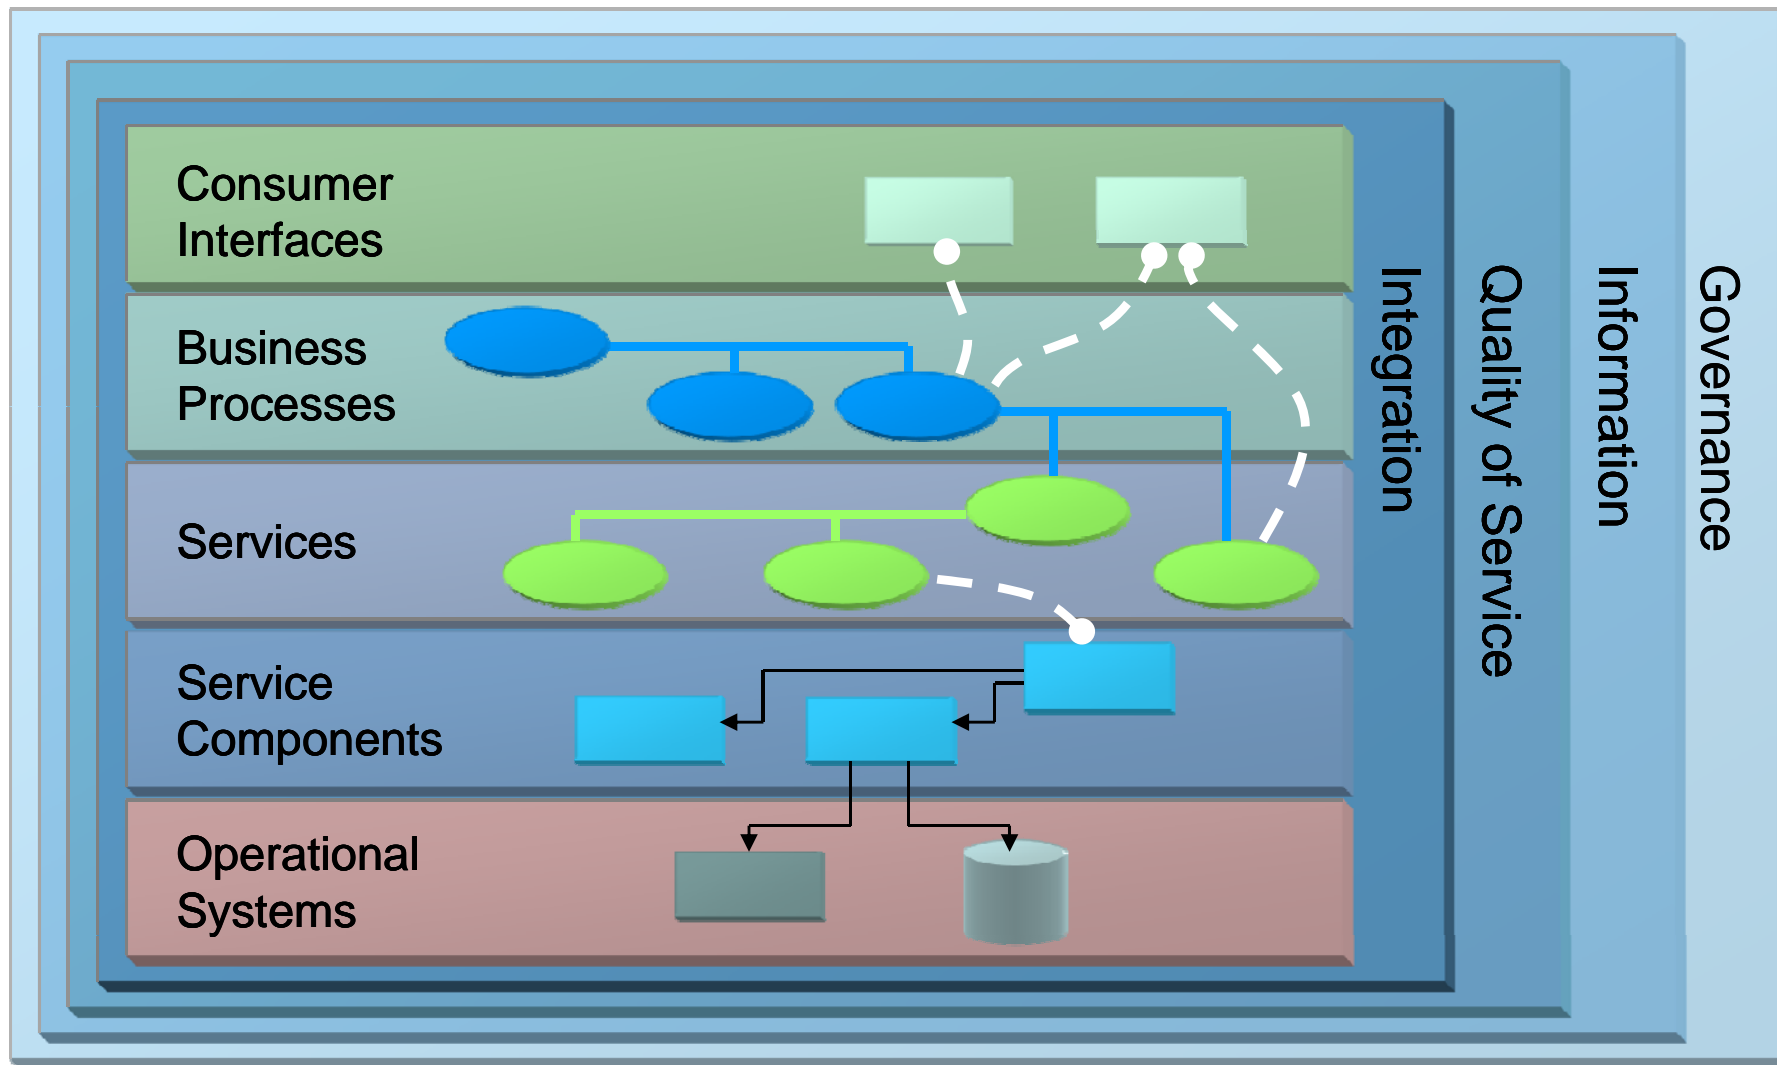 Consumer
Interfaces
Business
Processes
Services
Service
Components
Operational
Systems
Integration
Quality of Service
Information
Governance